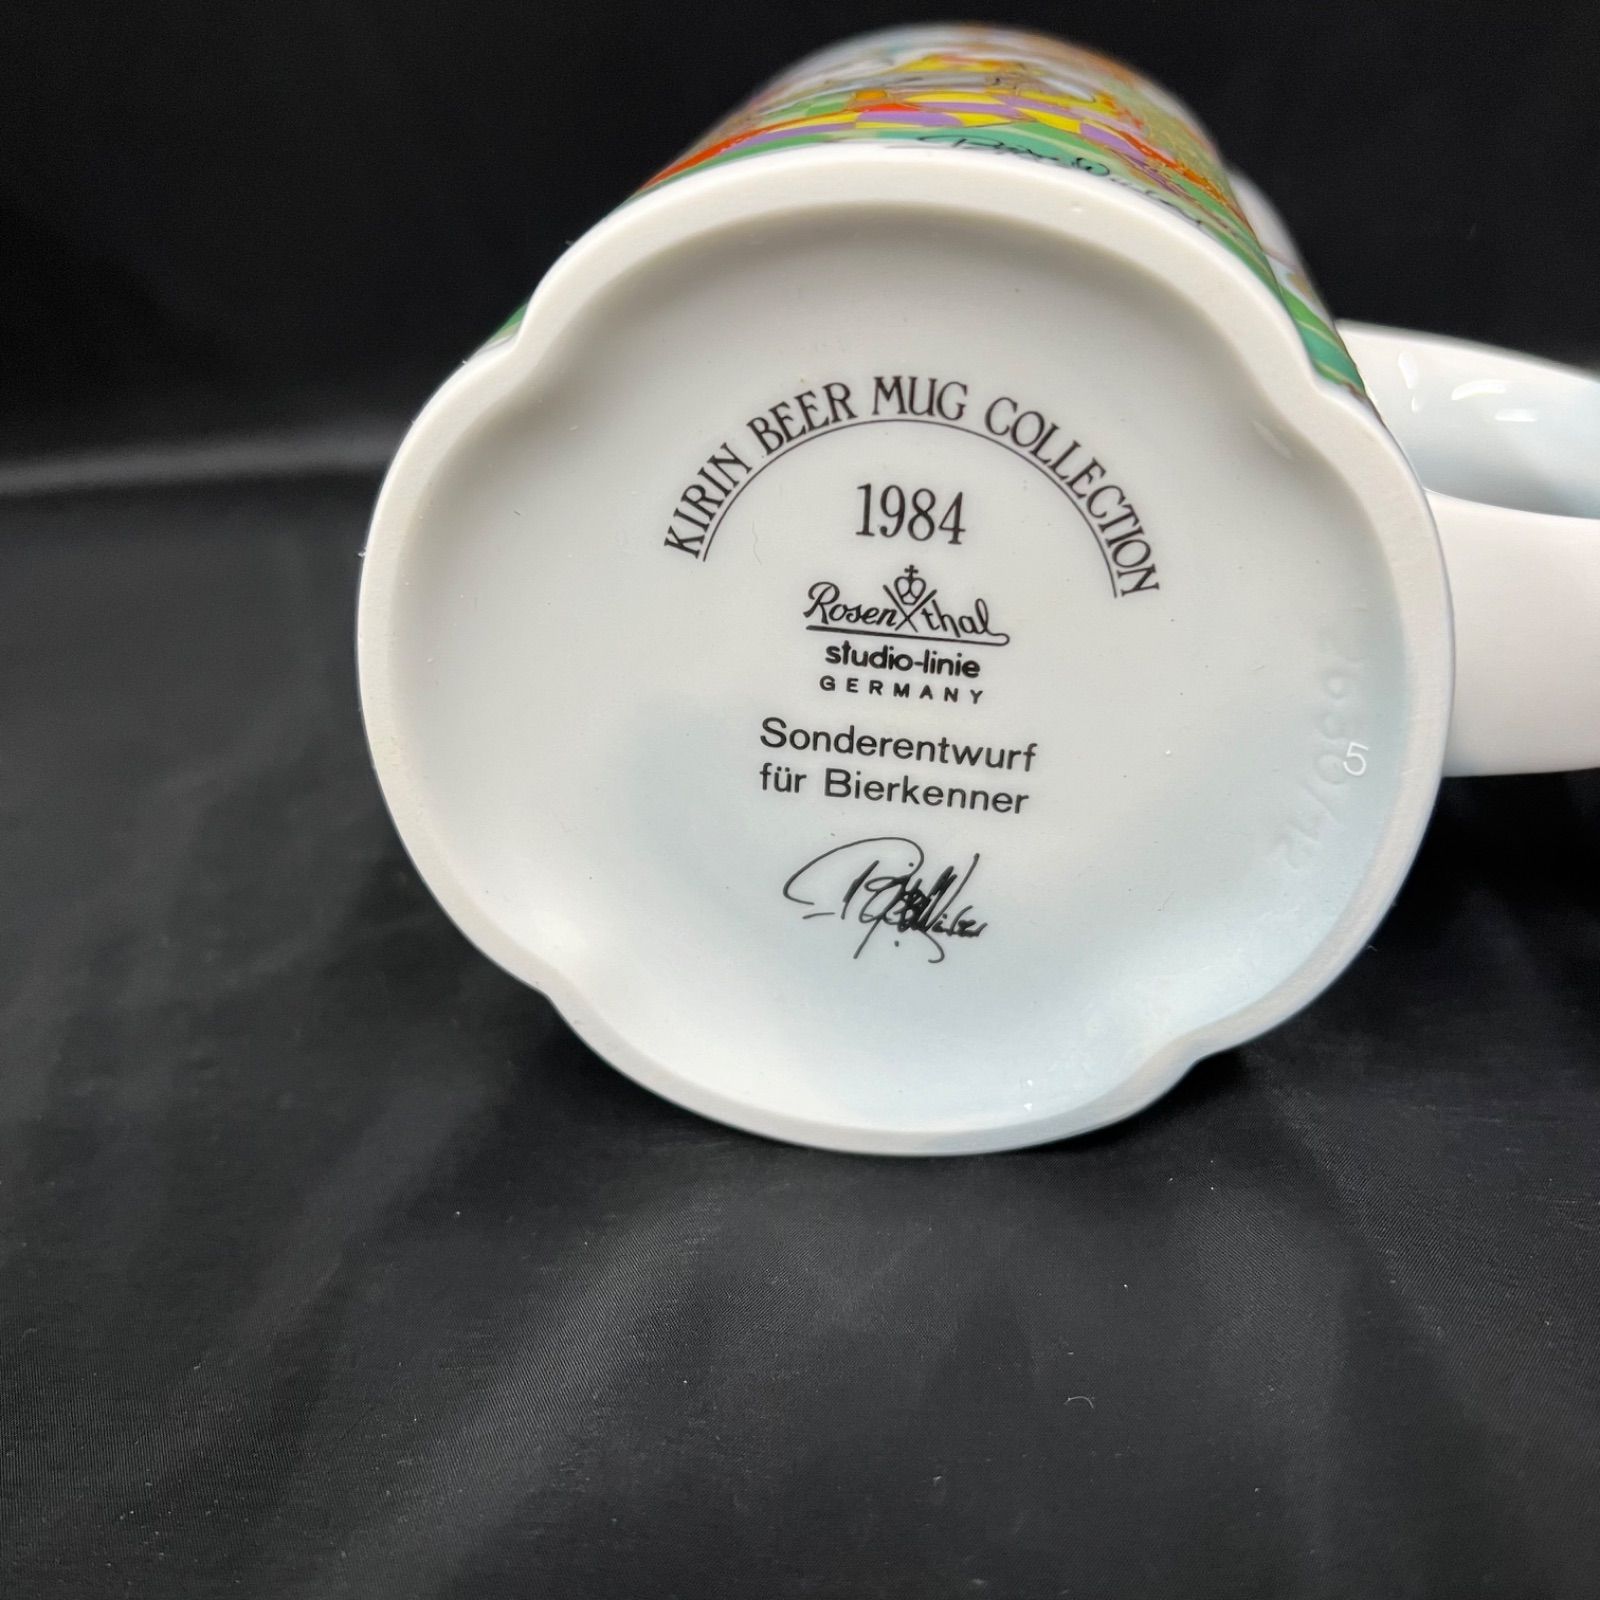 KIRIN BEER MUG COLLECTION
1984
Rosenthal
studio-linie
GERMANY
Sonderentwurf
für Bierkenner
5